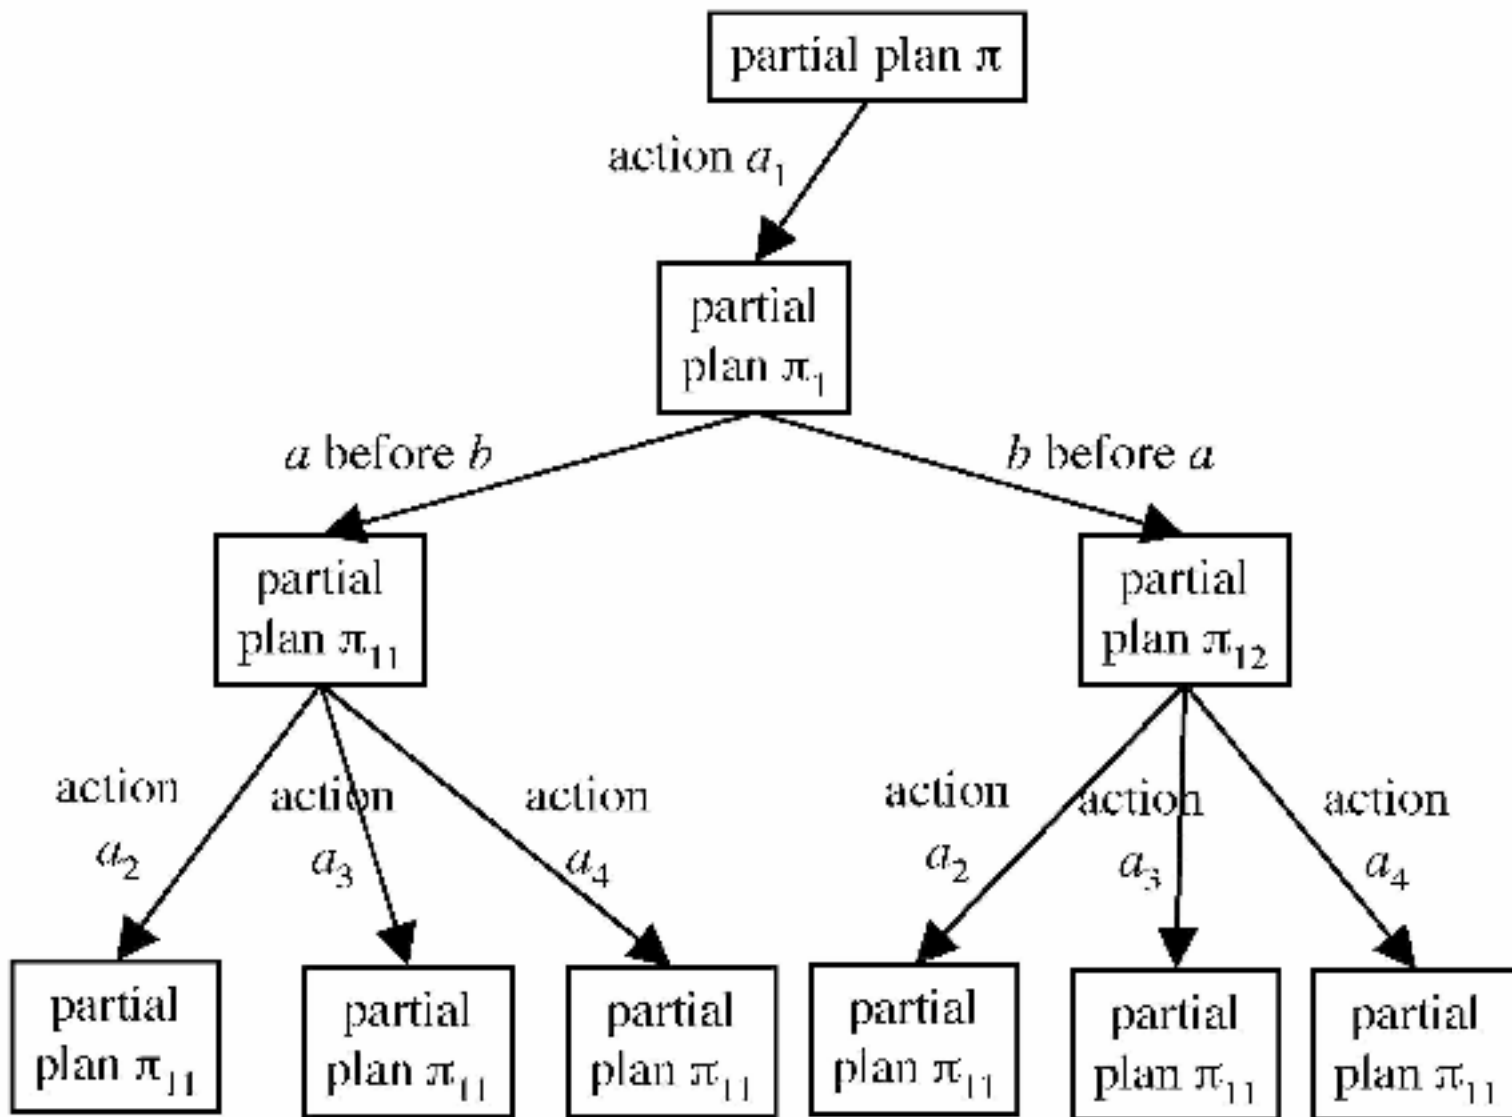 partial plan π
action a₁
partial
plan π₁
a before b
b before a
partial
plan π₁₁
partial
plan π₁₂
action
a₂
action
a₃
action
a₄
action
a₂
action
a₃
action
a₄
partial
plan π₁₁
partial
plan π₁₁
partial
plan π₁₁
partial
plan π₁₁
partial
plan π₁₁
partial
plan π₁₁